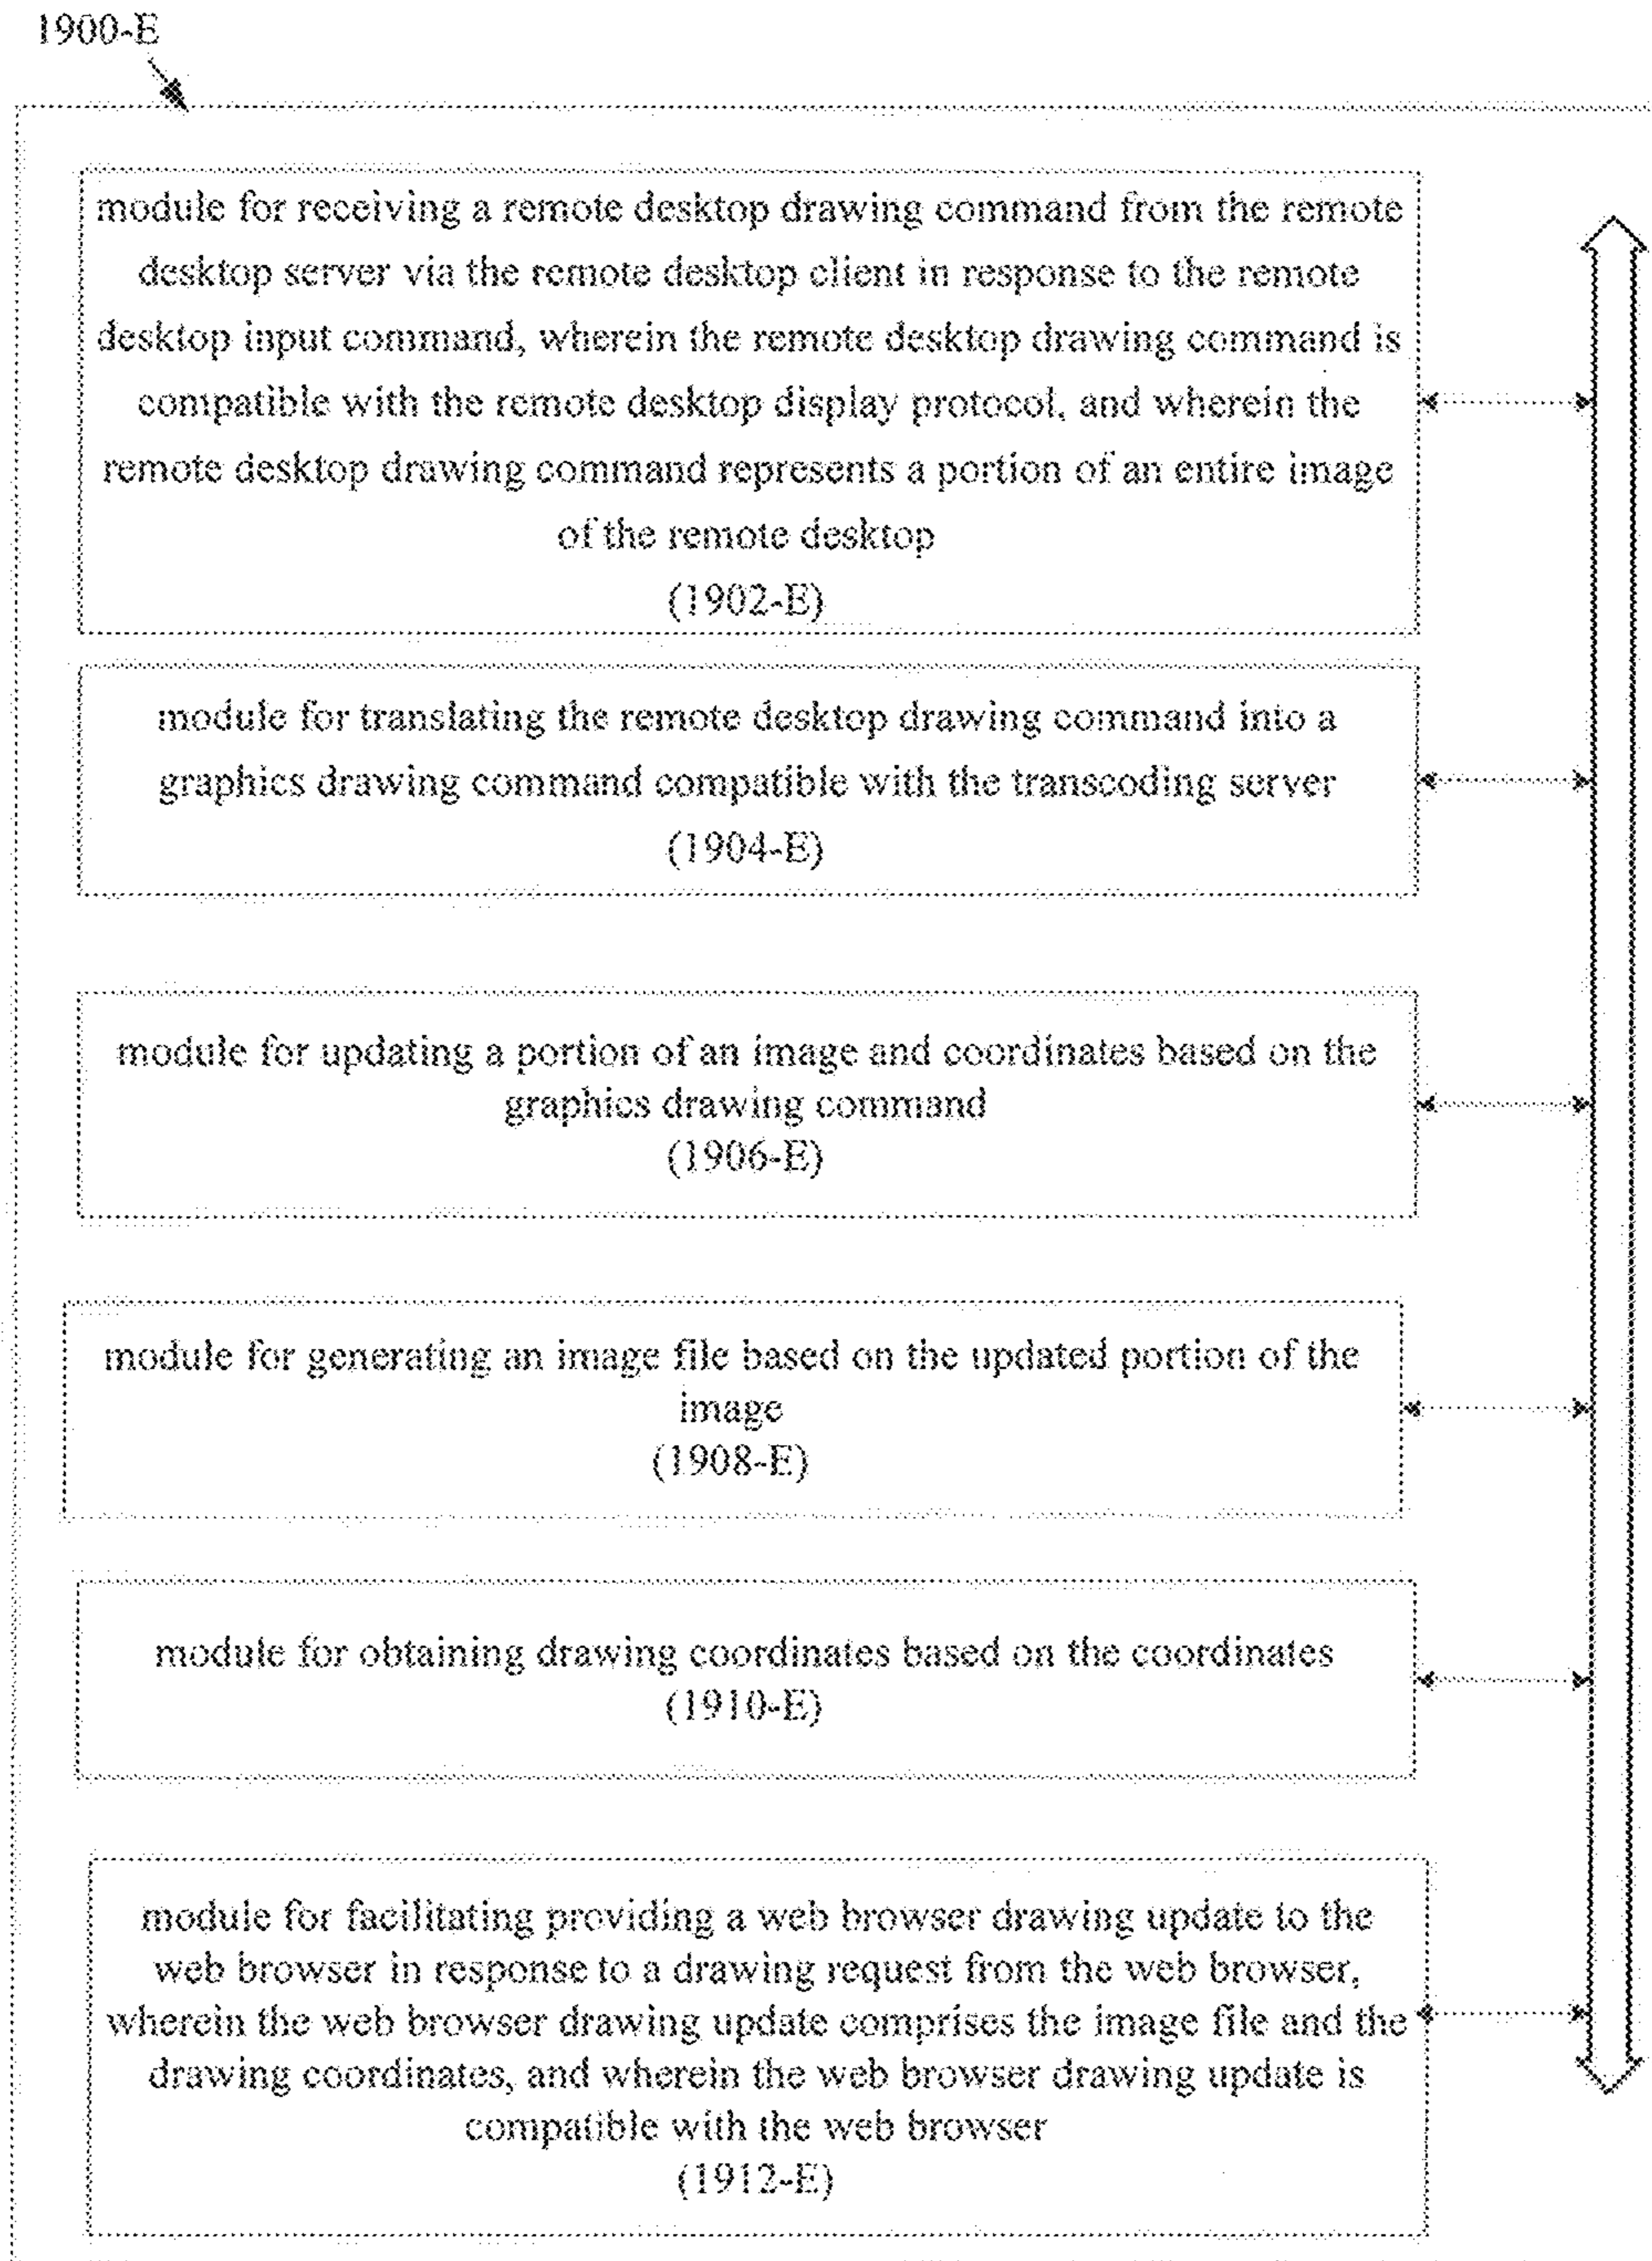 1900-E
module for receiving a remote desktop drawing command from the remote
desktop server via the remote desktop client in response to the remote
desktop input command, wherein the remote desktop drawing command is
compatible with the remote desktop display protocol, and wherein the
remote desktop drawing command represents a portion of an entire image
of the remote desktop
(1902-E)
module for translating the remote desktop drawing command into a
graphics drawing command compatible with the transcoding server
(1904-E)
module for updating a portion of an image and coordinates based on the
graphics drawing command
(1906-E)
module for generating an image file based on the updated portion of the
image
(1908-E)
module for obtaining drawing coordinates based on the coordinates
(1910-E)
module for facilitating providing a web browser drawing update to the
web browser in response to a drawing request from the web browser,
wherein the web browser drawing update comprises the image file and the
drawing coordinates, and wherein the web browser drawing update is
compatible with the web browser
(1912-E)